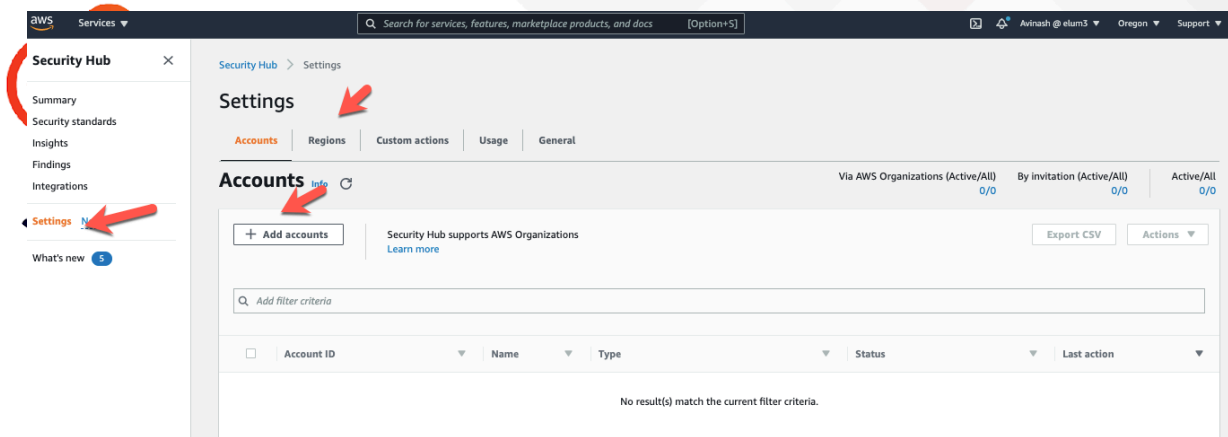 aws Services ▼ Search for services, features, marketplace products, and docs [Option+S] Avinash @ elum3 ▼ Oregon ▼ Support ▼
Security Hub ✕
Summary
Security standards
Insights
Findings
Integrations
Settings
What's new 5
Security Hub > Settings
Settings
Accounts Regions Custom actions Usage General
Accounts Info
Via AWS Organizations (Active/All) By invitation (Active/All) Active/All
0/0 0/0 0/0
+ Add accounts
Security Hub supports AWS Organizations
Learn more
Export CSV Actions ▼
Add filter criteria
Account ID Name Type Status Last action
No result(s) match the current filter criteria.